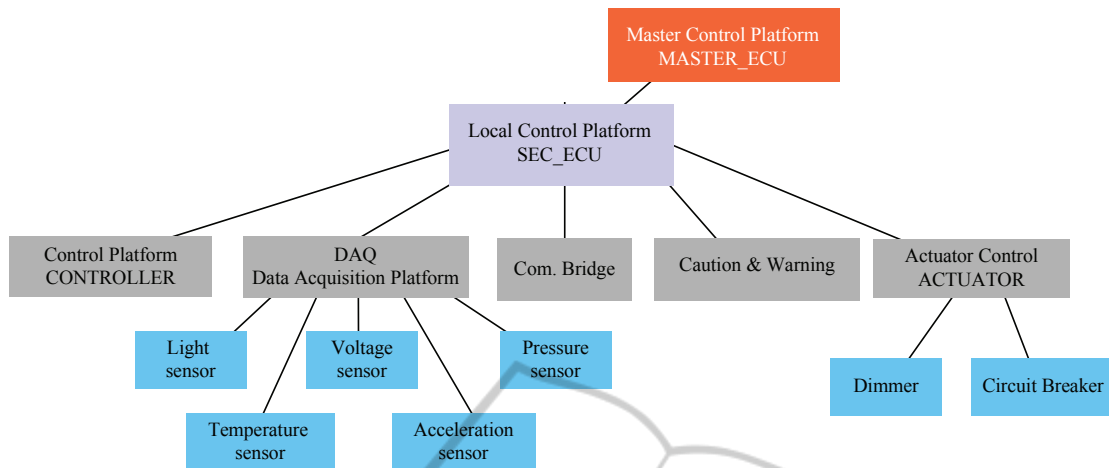 Master Control Platform
MASTER_ECU
Local Control Platform
SEC_ECU
Control Platform
CONTROLLER
DAQ
Data Acquisition Platform
Com. Bridge
Caution & Warning
Actuator Control
ACTUATOR
Light
sensor
Voltage
sensor
Pressure
sensor
Dimmer
Circuit Breaker
Temperature
sensor
Acceleration
sensor